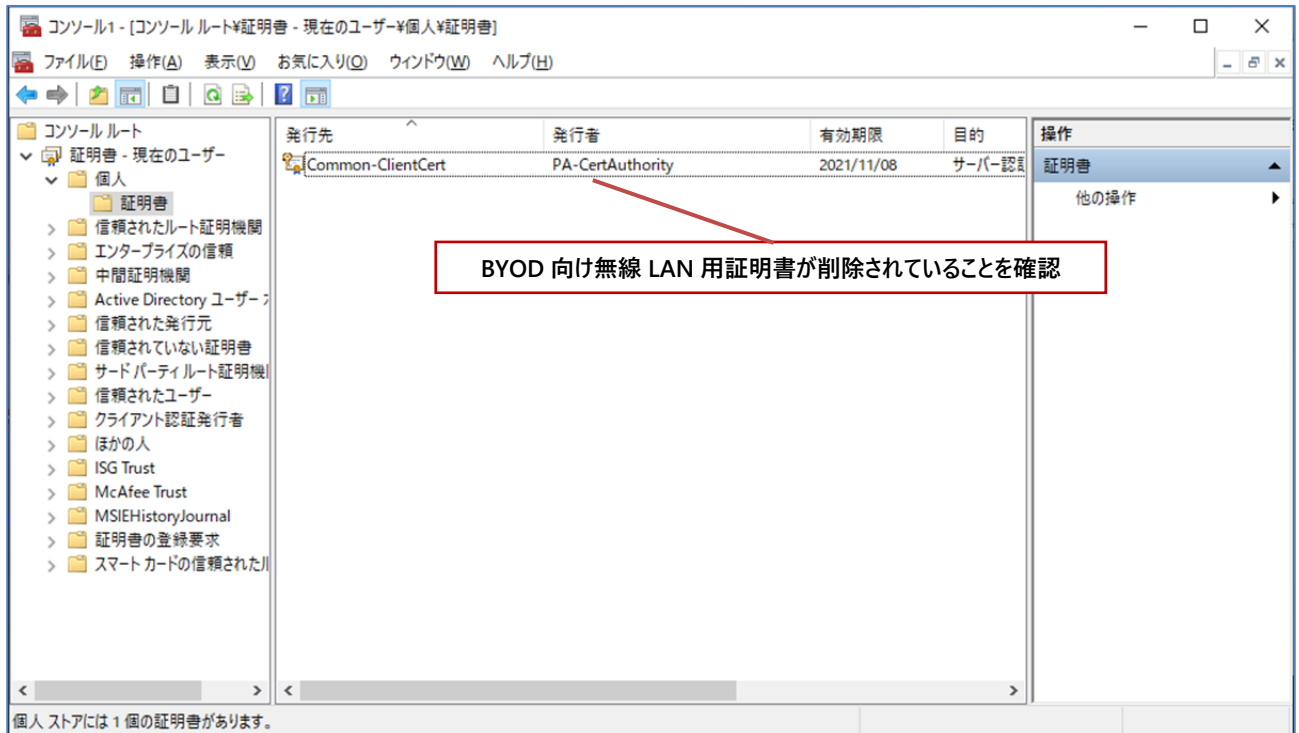 コンソール1 - [コンソール ルート¥証明書 - 現在のユーザー¥個人¥証明書]
ファイル(F) 操作(A) 表示(V) お気に入り(O) ウィンドウ(W) ヘルプ(H)
コンソール ルート
証明書 - 現在のユーザー
個人
証明書
信頼されたルート証明機関
エンタープライズの信頼
中間証明機関
Active Directory ユーザー
信頼された発行元
信頼されていない証明書
サード パーティ ルート証明機
信頼されたユーザー
クライアント認証発行者
ほかの人
ISG Trust
McAfee Trust
MSIEHistoryJournal
証明書の登録要求
スマート カードの信頼された
発行先 発行者 有効期限 目的
Common-ClientCert PA-CertAuthority 2021/11/08 サーバー認証
BYOD 向け無線 LAN 用証明書が削除されていることを確認
操作
証明書
他の操作
個人 ストアには 1 個の証明書があります。